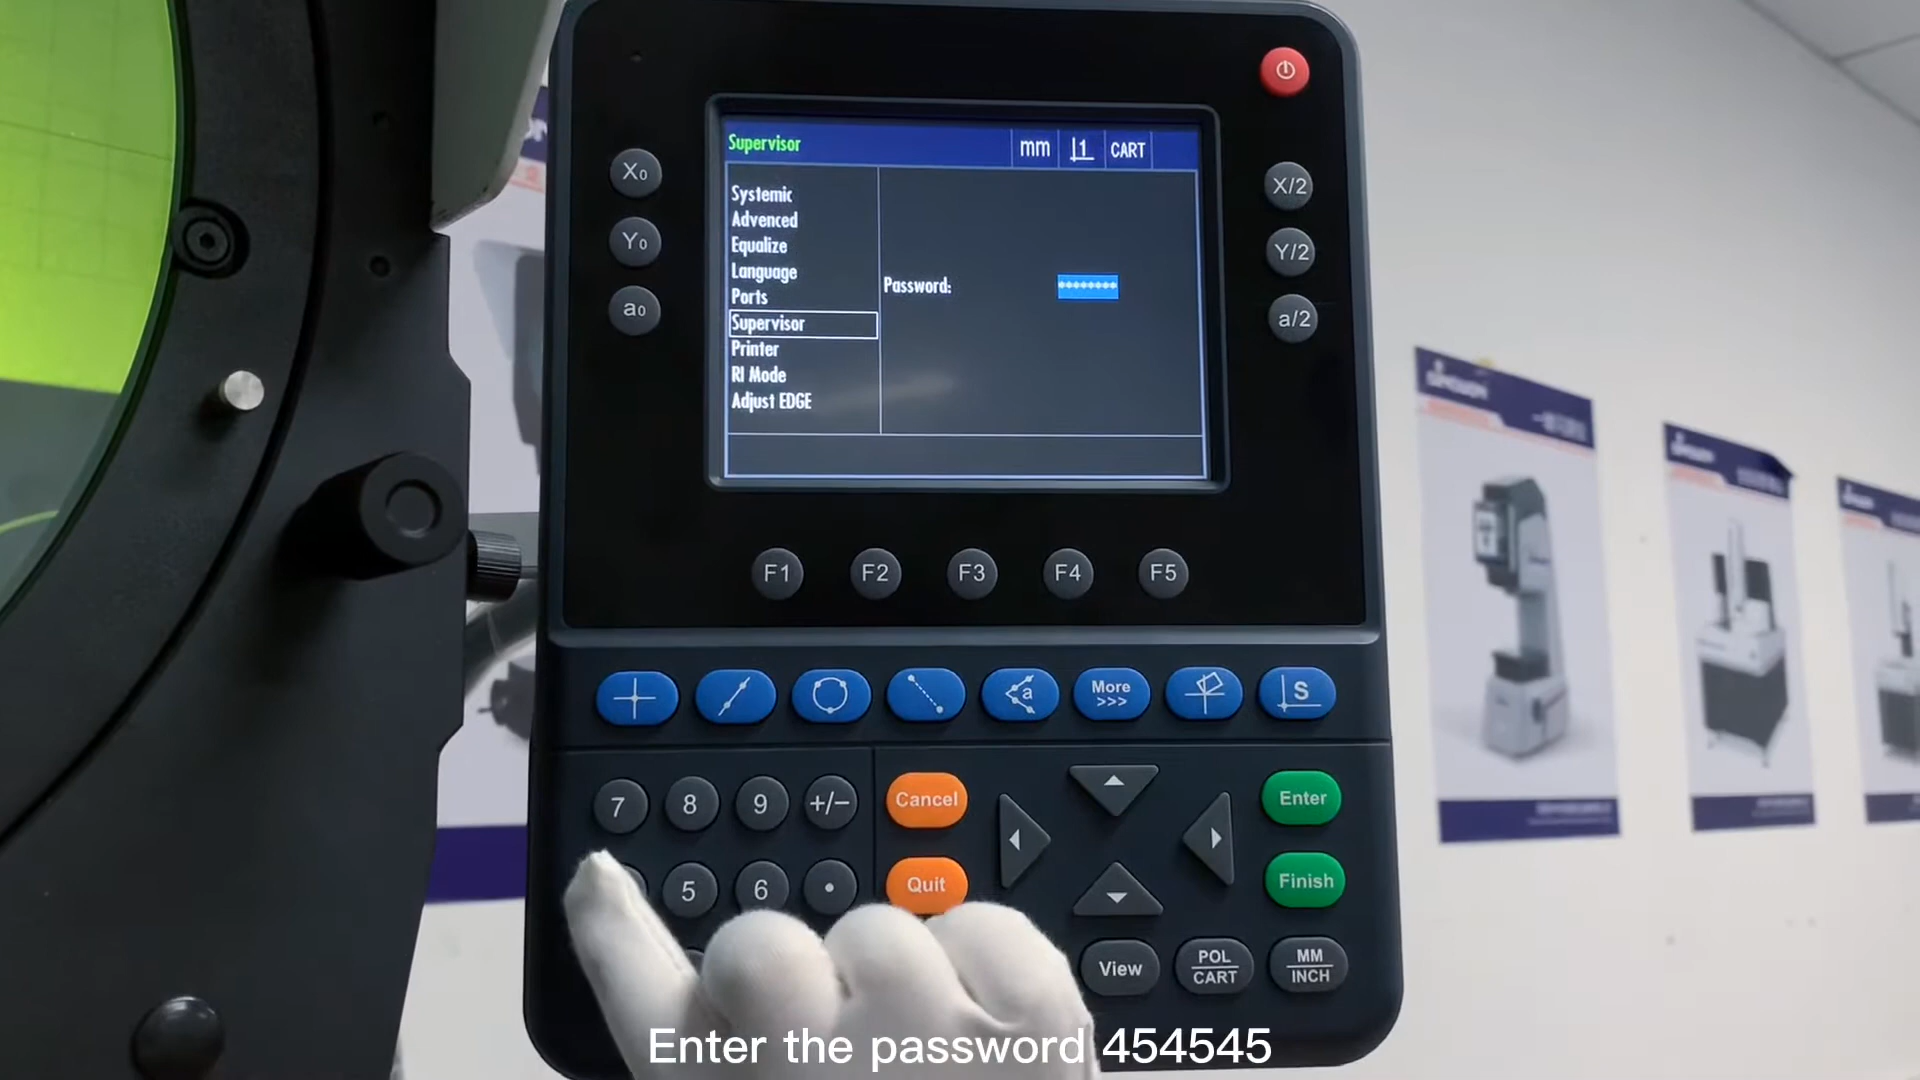 Supervisor mm 1 CART
Systemic
Advenced
Equalize
Language
Ports
Supervisor
Printer
RI Mode
Adjust EDGE
Password: ********
X0
Y0
a0
X/2
Y/2
a/2
F1 F2 F3 F4 F5
a More >>> S
7 8 9 +/- Cancel Enter
5 6 . Quit Finish
View POL CART MM INCH
Enter the password 454545